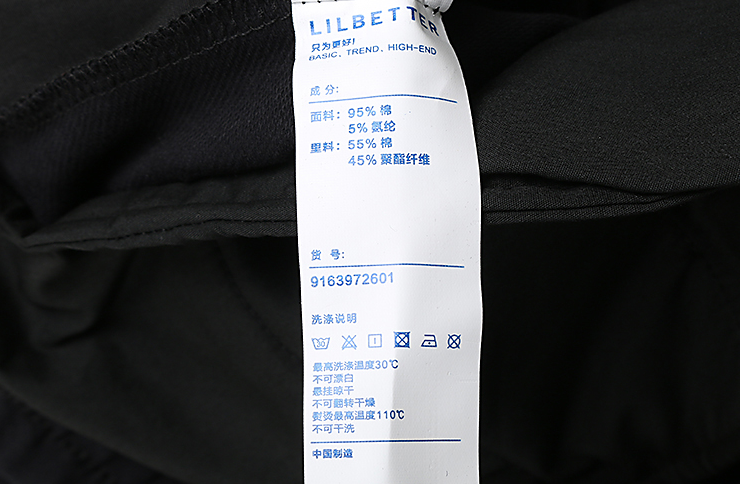 LILBETTER
只为更好!
BASIC、TREND、HIGH-END
成 分:
面料: 95% 棉
5% 氨纶
里料: 55% 棉
45% 聚酯纤维
货 号:
9163972601
洗涤说明
30
最高洗涤温度30℃
不可漂白
悬挂晾干
不可翻转干燥
熨烫最高温度110℃
不可干洗
中国制造